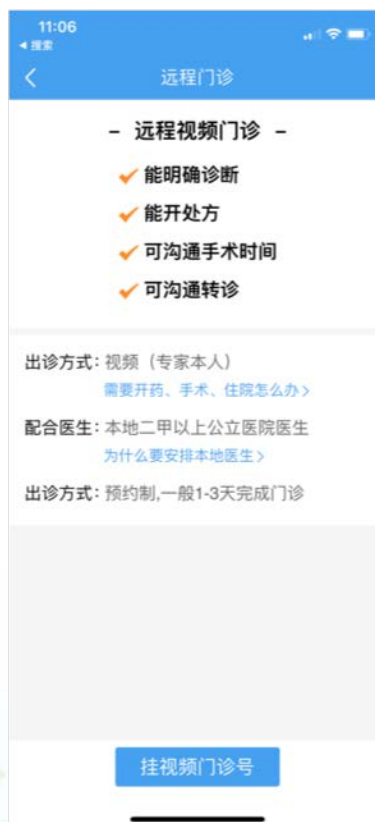 11:06
◀ 搜索
远程门诊
– 远程视频门诊 –
能明确诊断
能开处方
可沟通手术时间
可沟通转诊
出诊方式：视频（专家本人）
需要开药、手术、住院怎么办>
配合医生：本地二甲以上公立医院医生
为什么要安排本地医生>
出诊方式：预约制,一般1-3天完成门诊
挂视频门诊号